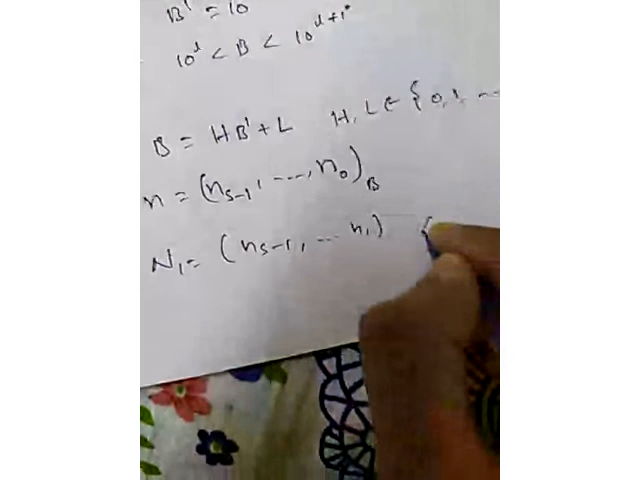 B' = 10
10^l < B < 10^{l+1}
B = HB' + L   H, L ∈ {0, 1, ...
n = (n_{s-1}, ..., n_0)_B
N_1 = (n_{s-1}, ... n_1) {